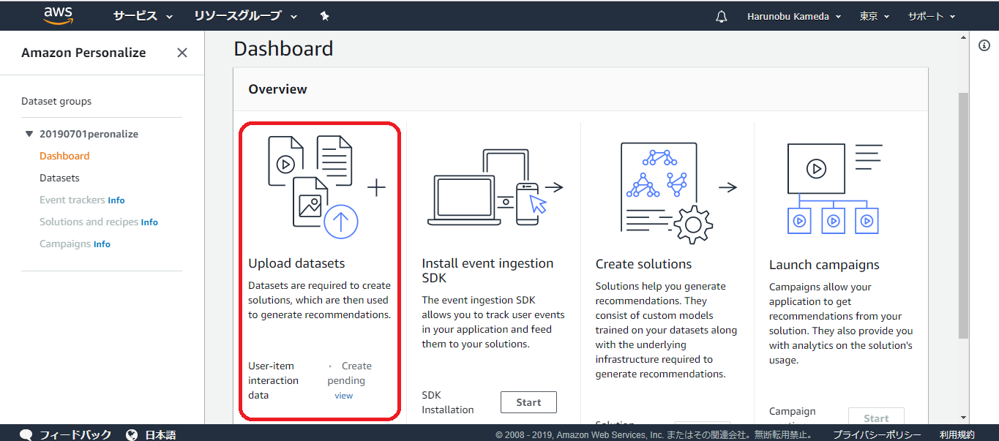 aws サービス リソースグループ Harunobu Kameda 東京 サポート
Amazon Personalize
Dataset groups
20190701peronalize
Dashboard
Datasets
Event trackers Info
Solutions and recipes Info
Campaigns Info
Dashboard
Overview
Upload datasets
Datasets are required to create
solutions, which are then used
to generate recommendations.
User-item
interaction
data
Create
pending
view
Install event ingestion
SDK
The event ingestion SDK
allows you to track user events
in your application and feed
them to your solutions.
SDK
Installation
Start
Create solutions
Solutions help you generate
recommendations. They
consist of custom models
trained on your datasets along
with the underlying
infrastructure required to
generate recommendations.
Launch campaigns
Campaigns allow your
application to get
recommendations from your
solution. They also provide you
with analytics on the solution's
usage.
Campaign
Start
フィードバック 日本語 © 2008 - 2019, Amazon Web Services, Inc. またはその関連会社。無断転用禁止。 プライバシーポリシー 利用規約